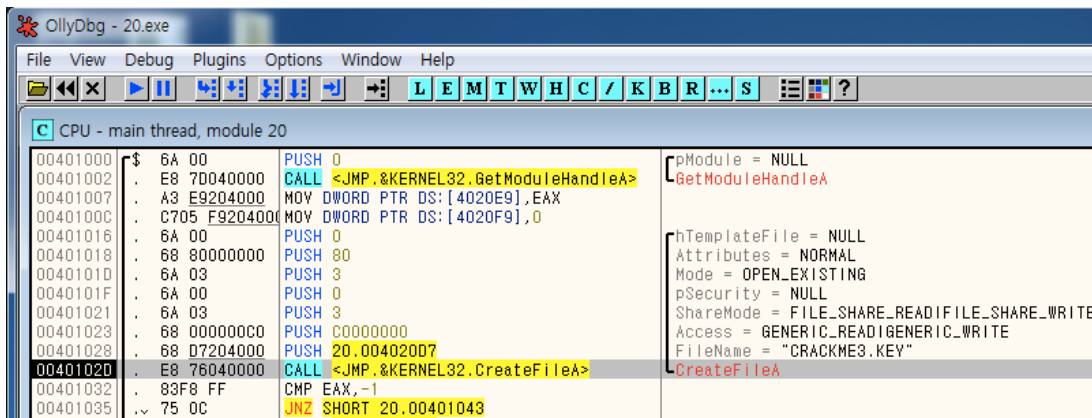 OllyDbg - 20.exe
File View Debug Plugins Options Window Help
L E M T W H C / K B R ... S ?
C CPU - main thread, module 20
00401000 $ 6A 00 PUSH 0 pModule = NULL
00401002 . E8 7D040000 CALL <JMP.&KERNEL32.GetModuleHandleA> GetModuleHandleA
00401007 . A3 E9204000 MOV DWORD PTR DS:[4020E9],EAX
0040100C . C705 F9204000 MOV DWORD PTR DS:[4020F9],0
00401016 . 6A 00 PUSH 0 hTemplateFile = NULL
00401018 . 68 80000000 PUSH 80 Attributes = NORMAL
0040101D . 6A 03 PUSH 3 Mode = OPEN_EXISTING
0040101F . 6A 00 PUSH 0 pSecurity = NULL
00401021 . 6A 03 PUSH 3 ShareMode = FILE_SHARE_READ|FILE_SHARE_WRITE
00401023 . 68 000000C0 PUSH C0000000 Access = GENERIC_READ|GENERIC_WRITE
00401028 . 68 D7204000 PUSH 20.004020D7 FileName = "CRACKME3.KEY"
0040102D . E8 76040000 CALL <JMP.&KERNEL32.CreateFileA> CreateFileA
00401032 . 83F8 FF CMP EAX,-1
00401035 .v 75 0C JNZ SHORT 20.00401043